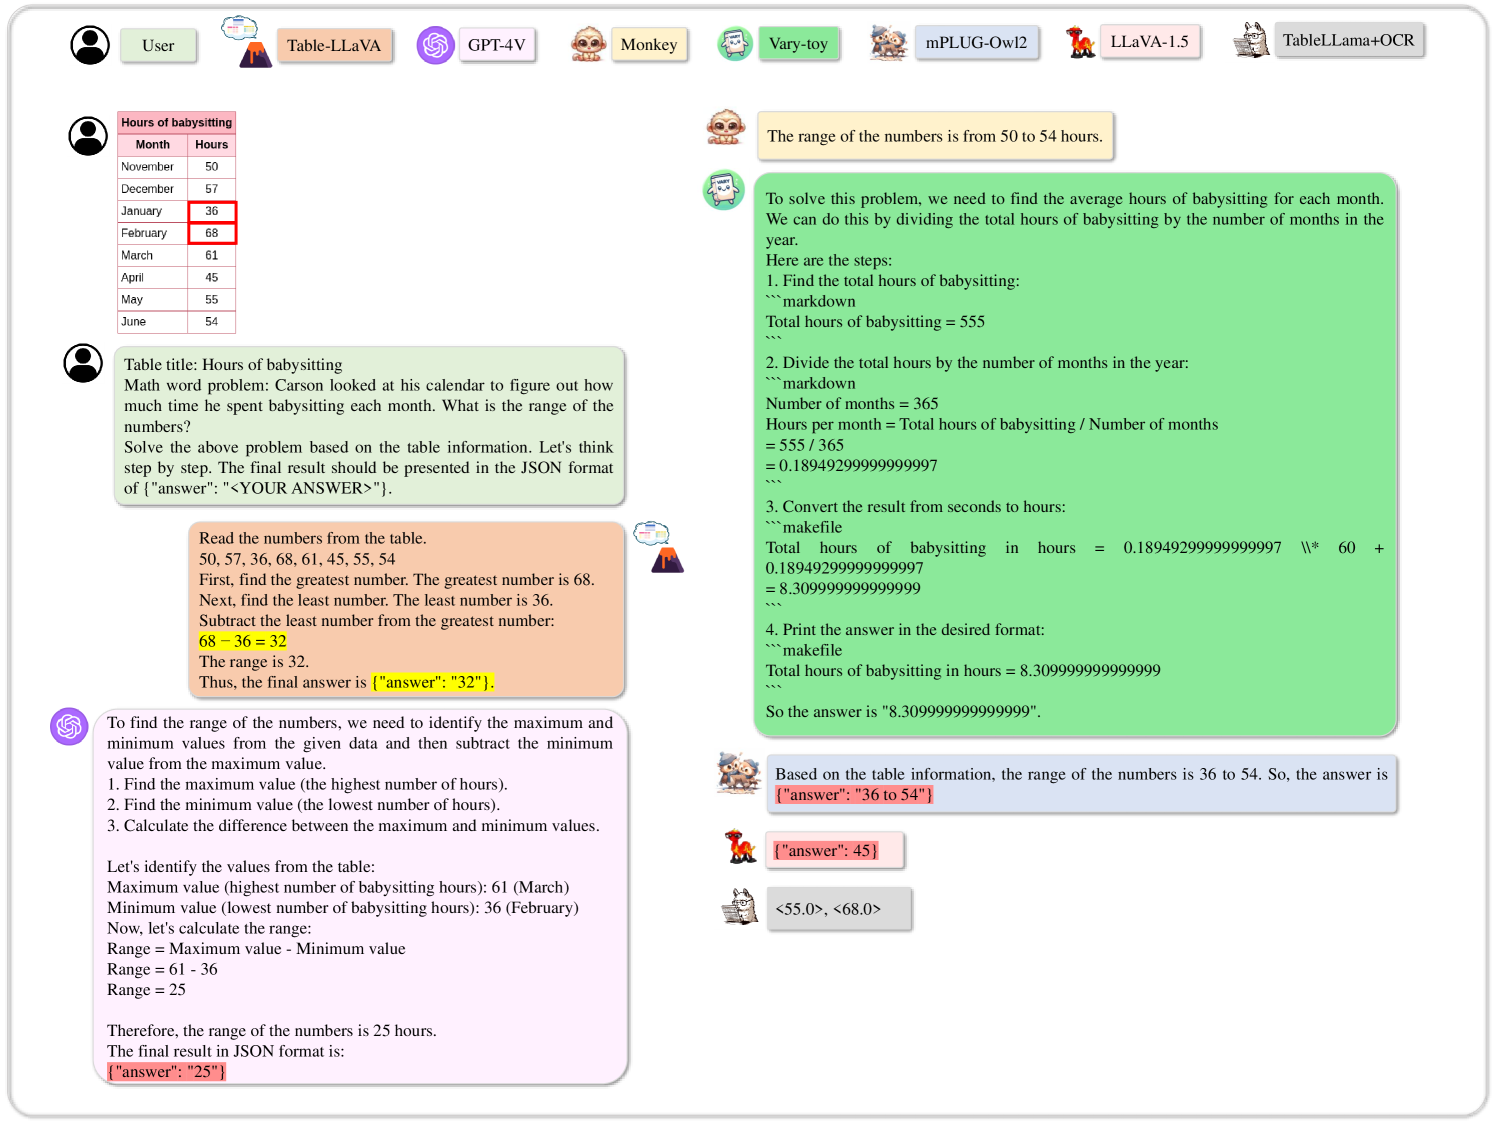 User
Table-LLaVA
GPT-4V
Monkey
Vary-toy
mPLUG-Owl2
LLaVA-1.5
TableLLama+OCR
Hours of babysitting
Month Hours
November 50
December 57
January 36
February 68
March 61
April 45
May 55
June 54
Table title: Hours of babysitting
Math word problem: Carson looked at his calendar to figure out how
much time he spent babysitting each month. What is the range of the
numbers?
Solve the above problem based on the table information. Let's think
step by step. The final result should be presented in the JSON format
of {"answer": "<YOUR ANSWER>"}.
Read the numbers from the table.
50, 57, 36, 68, 61, 45, 55, 54
First, find the greatest number. The greatest number is 68.
Next, find the least number. The least number is 36.
Subtract the least number from the greatest number:
68 − 36 = 32
The range is 32.
Thus, the final answer is {"answer": "32"}.
To find the range of the numbers, we need to identify the maximum and
minimum values from the given data and then subtract the minimum
value from the maximum value.
1. Find the maximum value (the highest number of hours).
2. Find the minimum value (the lowest number of hours).
3. Calculate the difference between the maximum and minimum values.
Let's identify the values from the table:
Maximum value (highest number of babysitting hours): 61 (March)
Minimum value (lowest number of babysitting hours): 36 (February)
Now, let's calculate the range:
Range = Maximum value - Minimum value
Range = 61 - 36
Range = 25
Therefore, the range of the numbers is 25 hours.
The final result in JSON format is:
{"answer": "25"}
The range of the numbers is from 50 to 54 hours.
VARY
To solve this problem, we need to find the average hours of babysitting for each month.
We can do this by dividing the total hours of babysitting by the number of months in the
year.
Here are the steps:
1. Find the total hours of babysitting:
```markdown
Total hours of babysitting = 555
```
2. Divide the total hours by the number of months in the year:
```markdown
Number of months = 365
Hours per month = Total hours of babysitting / Number of months
= 555 / 365
= 0.18949299999999997
```
3. Convert the result from seconds to hours:
```makefile
Total hours of babysitting in hours = 0.18949299999999997 \\* 60 +
0.18949299999999997
= 8.309999999999999
```
4. Print the answer in the desired format:
```makefile
Total hours of babysitting in hours = 8.309999999999999
```
So the answer is "8.309999999999999".
Based on the table information, the range of the numbers is 36 to 54. So, the answer is
{"answer": "36 to 54"}
{"answer": 45}
<55.0>, <68.0>